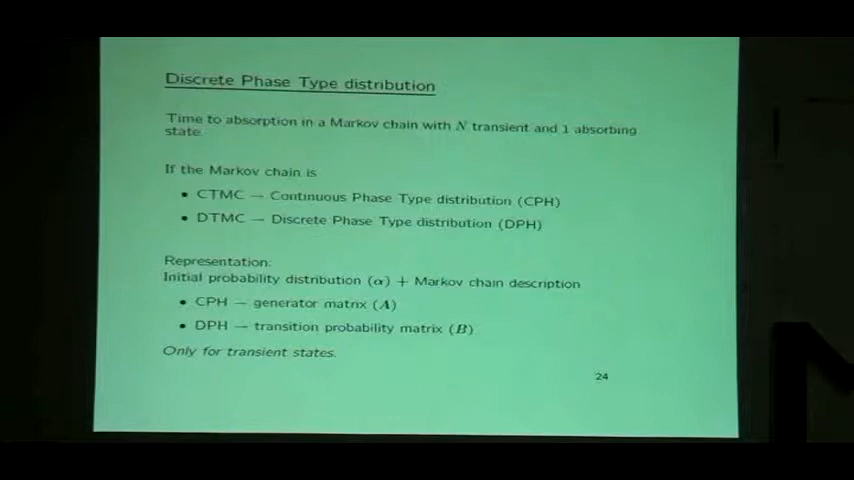 Discrete Phase Type distribution
Time to absorption in a Markov chain with N transient and 1 absorbing
state.
If the Markov chain is
• CTMC — Continuous Phase Type distribution (CPH)
• DTMC — Discrete Phase Type distribution (DPH)
Representation:
Initial probability distribution (α) + Markov chain description
• CPH — generator matrix (A)
• DPH — transition probability matrix (B)
Only for transient states.
24